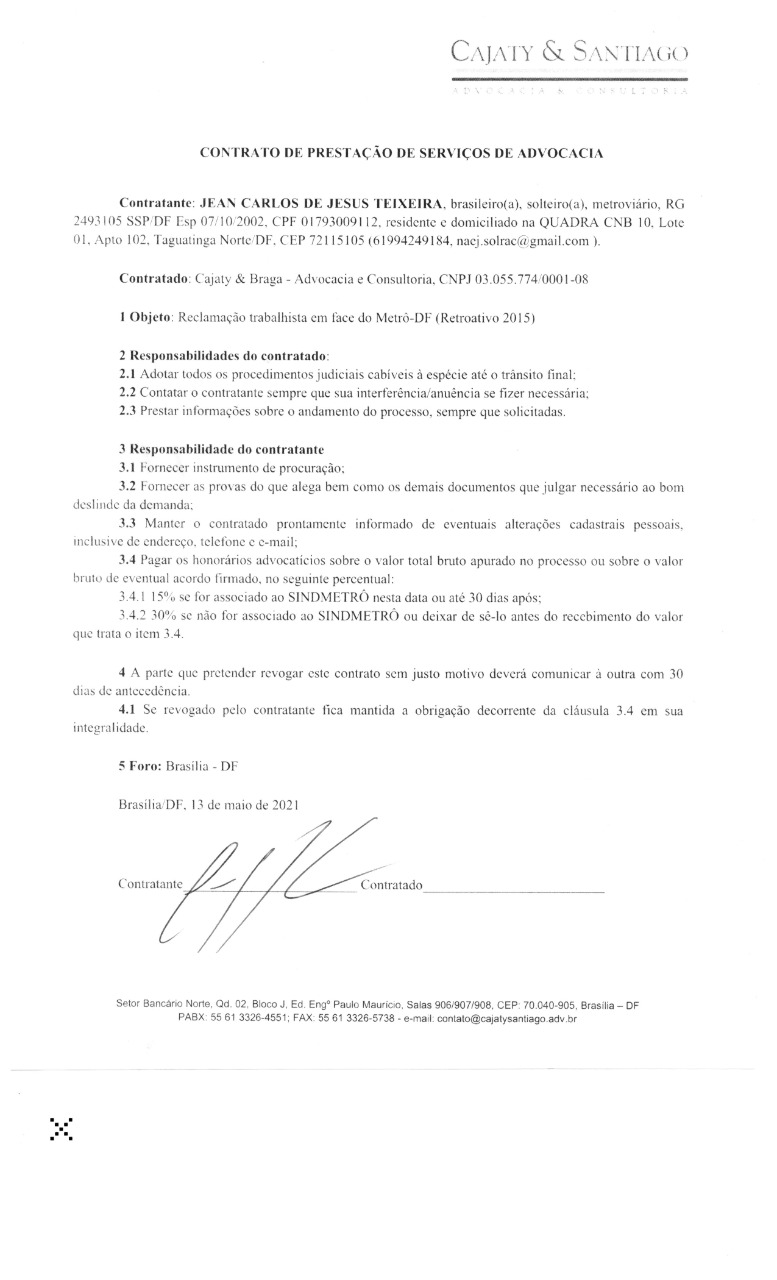 CAJATY & SANTIAGO
ADVOCACIA & CONSULTORIA
CONTRATO DE PRESTAÇÃO DE SERVIÇOS DE ADVOCACIA
Contratante: JEAN CARLOS DE JESUS TEIXEIRA, brasileiro(a), solteiro(a), metroviário, RG
2493105 SSP/DF Esp 07/10/2002, CPF 01793009112, residente e domiciliado na QUADRA CNB 10, Lote
01, Apto 102, Taguatinga Norte/DF, CEP 72115105 (61994249184, naej.solrac@gmail.com ).
Contratado: Cajaty & Braga - Advocacia e Consultoria, CNPJ 03.055.774/0001-08
1 Objeto: Reclamação trabalhista em face do Metrô-DF (Retroativo 2015)
2 Responsabilidades do contratado:
2.1 Adotar todos os procedimentos judiciais cabíveis à espécie até o trânsito final;
2.2 Contatar o contratante sempre que sua interferência/anuência se fizer necessária;
2.3 Prestar informações sobre o andamento do processo, sempre que solicitadas.
3 Responsabilidade do contratante
3.1 Fornecer instrumento de procuração;
3.2 Fornecer as provas do que alega bem como os demais documentos que julgar necessário ao bom
deslinde da demanda;
3.3 Manter o contratado prontamente informado de eventuais alterações cadastrais pessoais,
inclusive de endereço, telefone e e-mail;
3.4 Pagar os honorários advocatícios sobre o valor total bruto apurado no processo ou sobre o valor
bruto de eventual acordo firmado, no seguinte percentual:
3.4.1 15% se for associado ao SINDMETRÔ nesta data ou até 30 dias após;
3.4.2 30% se não for associado ao SINDMETRÔ ou deixar de sê-lo antes do recebimento do valor
que trata o item 3.4.
4 A parte que pretender revogar este contrato sem justo motivo deverá comunicar à outra com 30
dias de antecedência.
4.1 Se revogado pelo contratante fica mantida a obrigação decorrente da cláusula 3.4 em sua
integralidade.
5 Foro: Brasília - DF
Brasília/DF, 13 de maio de 2021
Contratante Contratado
Setor Bancário Norte, Qd. 02, Bloco J, Ed. Engº Paulo Maurício, Salas 906/907/908, CEP: 70.040-905, Brasília – DF
PABX: 55 61 3326-4551; FAX: 55 61 3326-5738 - e-mail: contato@cajatysantiago.adv.br